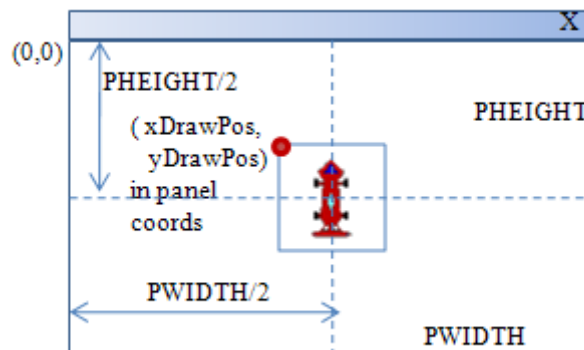 X
(0,0)
PHEIGHT/2
PHEIGHT
( xDrawPos,
yDrawPos)
in panel
coords
PWIDTH/2
PWIDTH